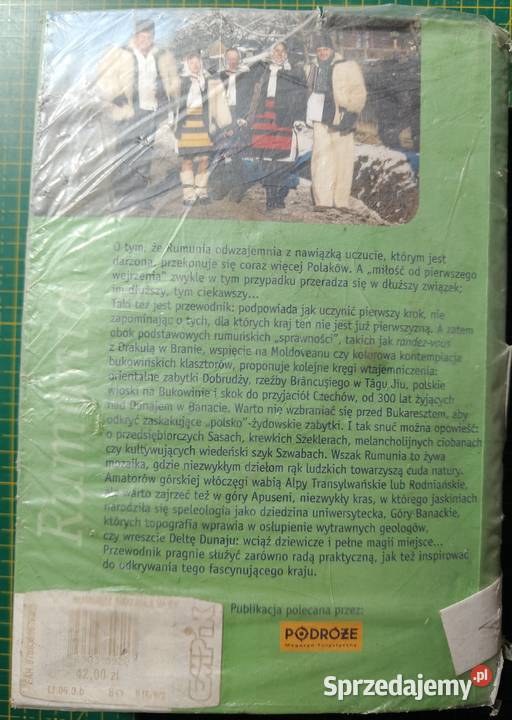 O tym, że Rumunia odwzajemnia z nawiązką uczucie, którym jest
darzona, przekonuje się coraz więcej Polaków. A „miłość od pierwszego
wejrzenia" zwykle w tym przypadku przeradza się w dłuższy związek;
im dłuższy, tym ciekawszy...
Taki też jest przewodnik: podpowiada jak uczynić pierwszy krok, nie
zapominając o tych, dla których kraj ten nie jest już pierwszyzną. A zatem
obok podstawowych rumuńskich „sprawności", takich jak rendez-vous
z Drakulą w Branie, wspięcie na Moldoveanu czy kolorowa kontemplacja
bukowińskich klasztorów, proponuje kolejne kręgi wtajemniczenia:
orientalne zabytki Dobrudży, rzeźby Brâncuşiego w Tâgu Jiu, polskie
wioski na Bukowinie i skok do przyjaciół Czechów, od 300 lat żyjących
nad Dunajem w Banacie. Warto nie wzbraniać się przed Bukaresztem, aby
odkryć zaskakujące „polsko"-żydowskie zabytki. I tak snuć można opowieść:
o przedsiębiorczych Sasach, krewkich Szeklerach, melancholijnych ciobanach
czy kultywujących wiedeński szyk Szwabach. Wszak Rumunia to żywa
mozaika, gdzie niezwykłym dziełom rąk ludzkich towarzyszą cuda natury.
Amatorów górskiej włóczęgi wabią Alpy Transylwańskie lub Rodniańskie,
ale warto zajrzeć też w góry Apuseni, niezwykły kras, w którego jaskiniach
narodziła się speleologia jako dziedzina uniwersytecka, Góry Banackie,
których topografia wprawia w osłupienie wytrawnych geologów,
czy wreszcie Deltę Dunaju: wciąż dziewicze i pełne magii miejsce...
Przewodnik pragnie służyć zarówno radą praktyczną, jak też inspirować
do odkrywania tego fascynującego kraju.
Publikacja polecana przez:
PODRÓŻE
Magazyn Turystyczny
EMPiK
42,00 zł
Sprzedajemy.pl